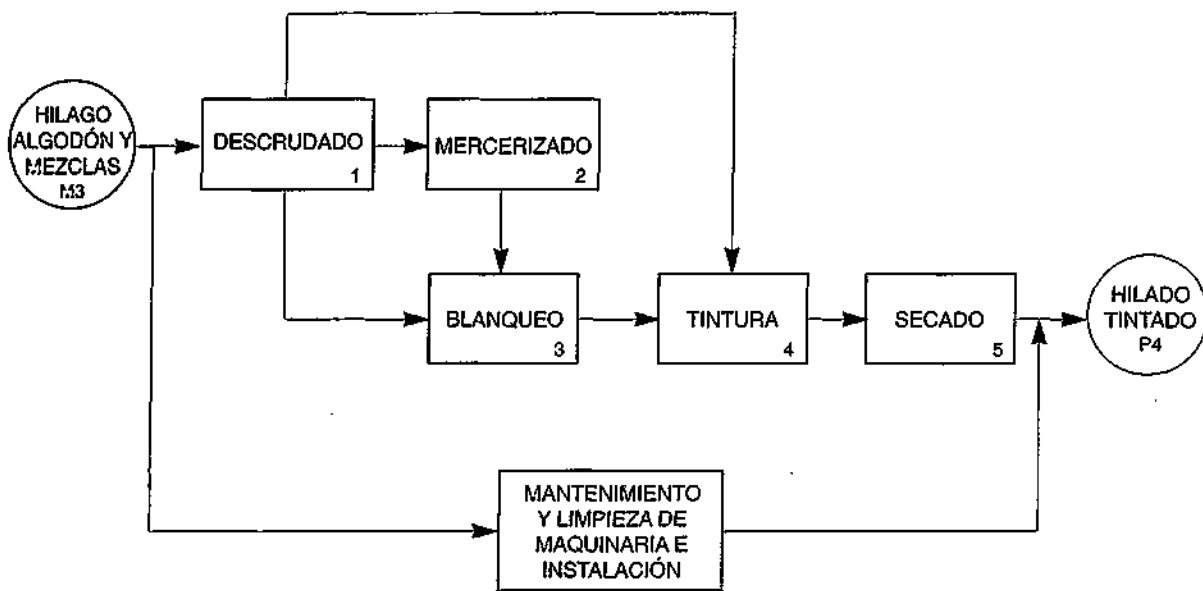 HILAGO
ALGODÓN Y
MEZCLAS
M3
DESCRUDADO
1
MERCERIZADO
2
BLANQUEO
3
TINTURA
4
SECADO
5
HILADO
TINTADO
P4
MANTENIMIENTO
Y LIMPIEZA DE
MAQUINARIA E
INSTALACIÓN